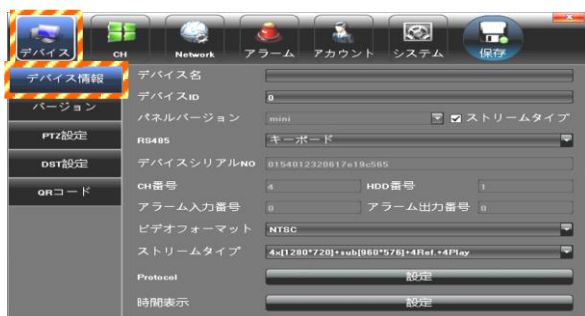 デバイス CH Network アラーム アカウント システム 保存
デバイス情報
バージョン
PTZ設定
DST設定
QRコード
デバイス名
デバイスID 0
パネルバージョン mini ストリームタイプ
RS485 キーボード
デバイスシリアルNO 0154012320617e19c565
CH番号 4 HDD番号 1
アラーム入力番号 0 アラーム出力番号 0
ビデオフォーマット NTSC
ストリームタイプ 4x[1280*720]+sub[960*576]+4Ref.+4Play
Protocol 設定
時間表示 設定